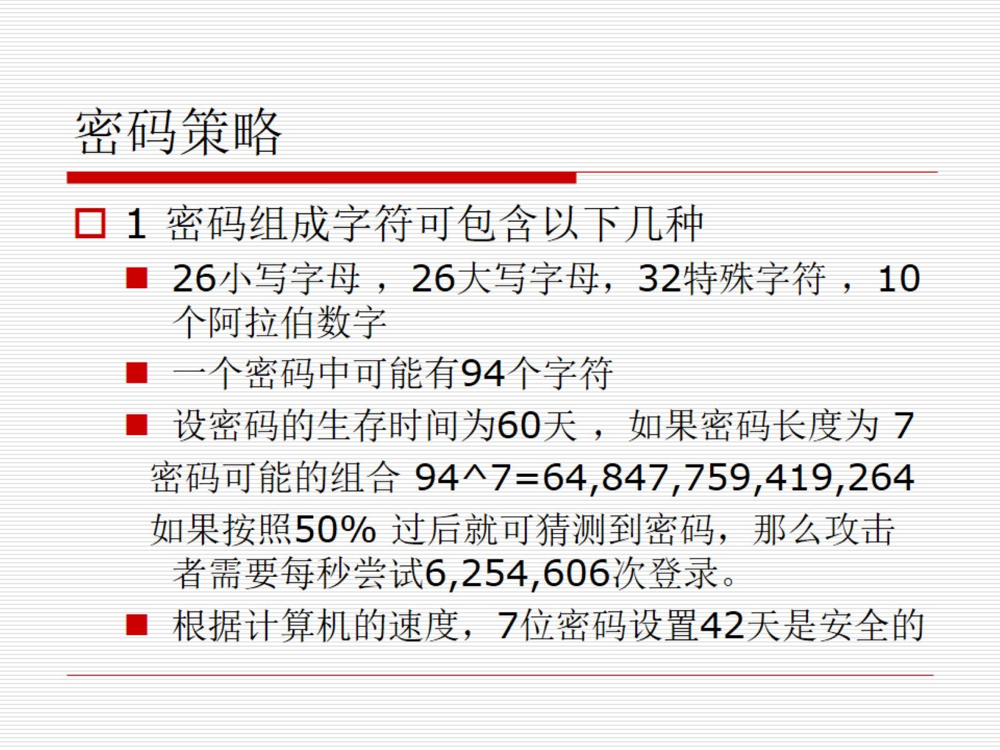 密码策略
1 密码组成字符可包含以下几种
26小写字母 ，26大写字母，32特殊字符 ，10
个阿拉伯数字
一个密码中可能有94个字符
设密码的生存时间为60天 ，如果密码长度为 7
密码可能的组合 94^7=64,847,759,419,264
如果按照50% 过后就可猜测到密码，那么攻击
者需要每秒尝试6,254,606次登录。
根据计算机的速度，7位密码设置42天是安全的